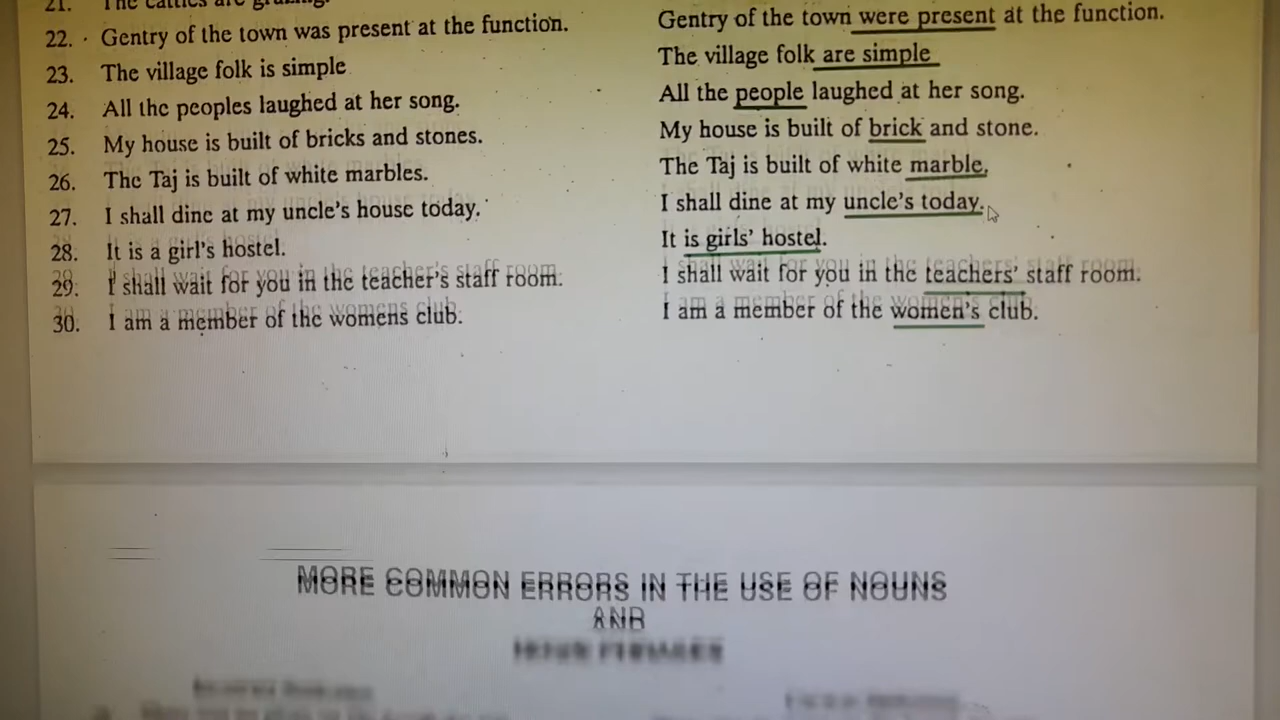 21. The cattles are grazing.
22. Gentry of the town was present at the function. Gentry of the town were present at the function.
23. The village folk is simple The village folk are simple
24. All the peoples laughed at her song. All the people laughed at her song.
25. My house is built of bricks and stones. My house is built of brick and stone.
26. The Taj is built of white marbles. The Taj is built of white marble.
27. I shall dine at my uncle's house today. I shall dine at my uncle's today.
28. It is a girl's hostel. It is girls' hostel.
29. I shall wait for you in the teacher's staff room. I shall wait for you in the teachers' staff room.
30. I am a member of the womens club. I am a member of the women's club.
MORE COMMON ERRORS IN THE USE OF NOUNS
AND
NOUN PHRASES